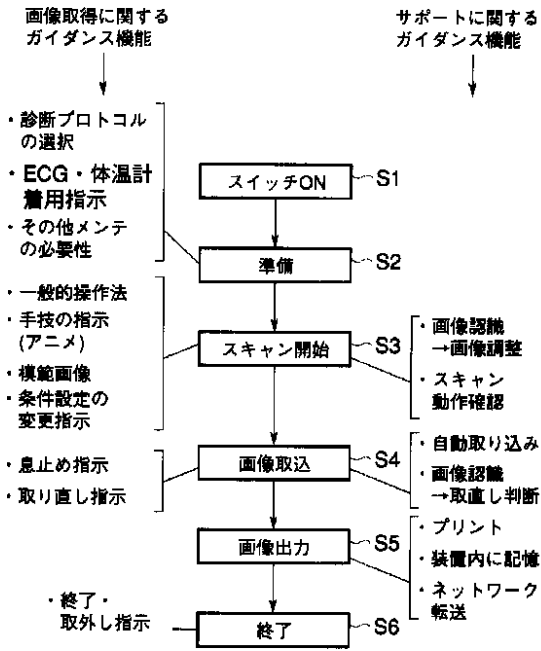 画像取得に関する
ガイダンス機能
サポートに関する
ガイダンス機能
・診断プロトコル
の選択
・ECG・体温計
着用指示
・その他メンテ
の必要性
スイッチON
S1
準備
S2
・一般的操作法
・手技の指示
(アニメ)
・模範画像
・条件設定の
変更指示
スキャン開始
S3
・画像認識
→画像調整
・スキャン
動作確認
・息止め指示
・取り直し指示
画像取込
S4
・自動取り込み
・画像認識
→取直し判断
画像出力
S5
・プリント
・装置内に記憶
・ネットワーク
転送
・終了・
取外し指示
終了
S6